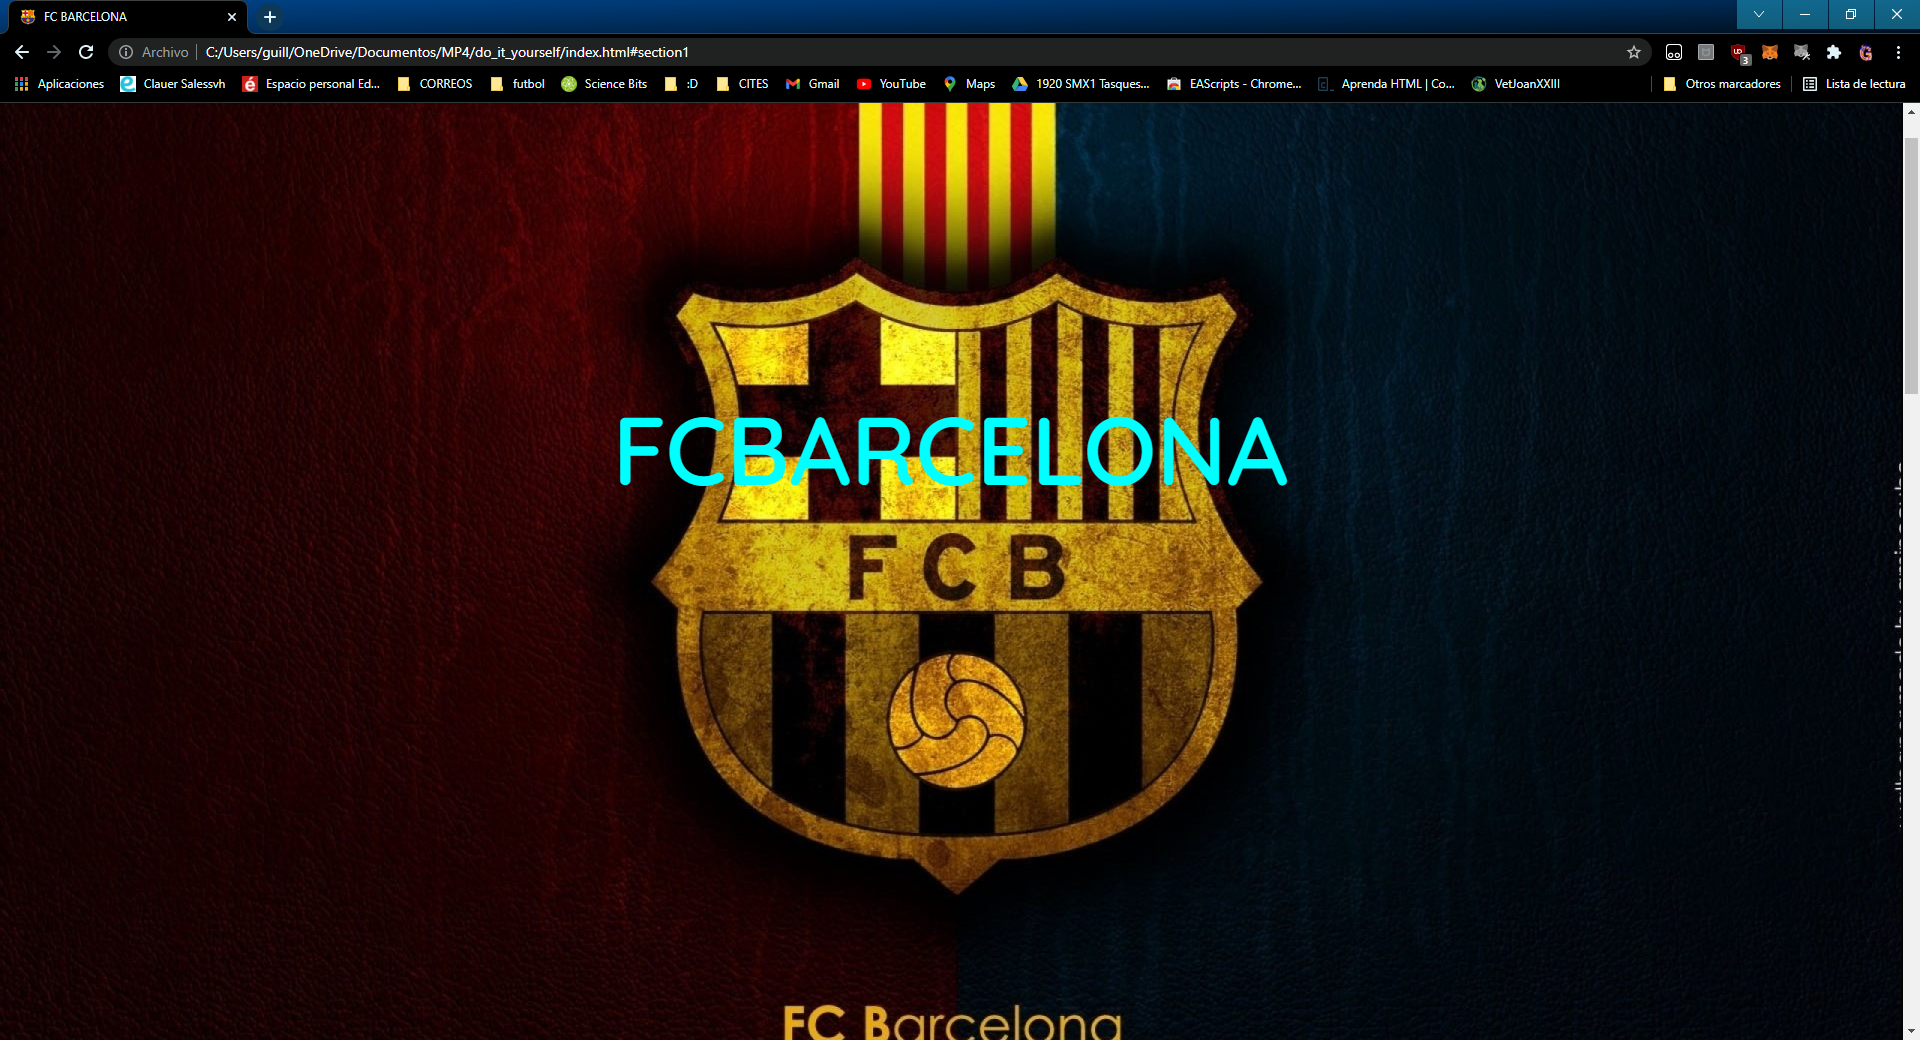 FC BARCELONA
Archivo C:/Users/guill/OneDrive/Documentos/MP4/do_it_yourself/index.html#section1
3
Aplicaciones Clauer Salessvh Espacio personal Ed... CORREOS futbol Science Bits :D CITES Gmail YouTube Maps 1920 SMX1 Tasques... EAScripts - Chrome... Aprenda HTML | Co... VetJoanXXIII Otros marcadores Lista de lectura
FCBARCELONA
FCB
FC Barcelona